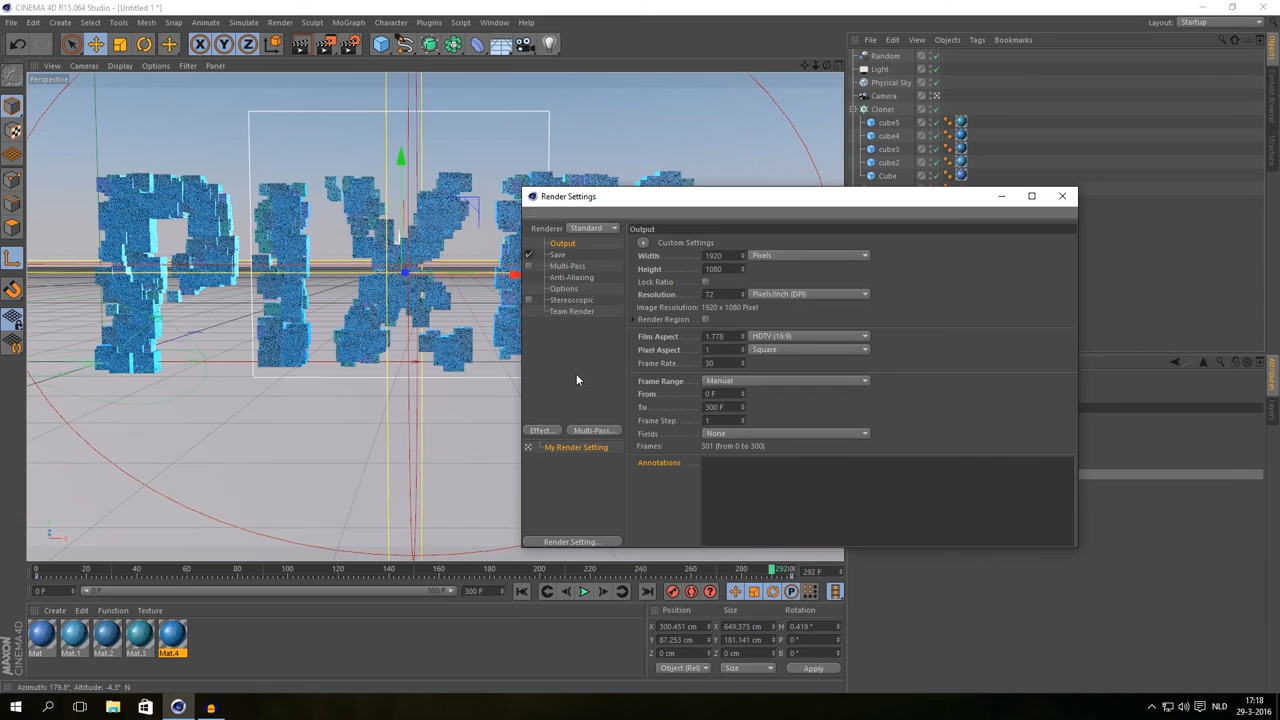 CINEMA 4D R15.064 Studio - [Untitled 1 *]
File Edit Create Select Tools Mesh Snap Animate Simulate Render Sculpt MoGraph Character Plugins Script Window Help
Layout: Startup
X Y Z
File Edit View Objects Tags Bookmarks
View Cameras Display Options Filter Panel
Perspective
Random
Light
Physical Sky
Camera
Cloner
cube5
cube4
cube3
cube2
Cube
Objects
Content Browser
Structure
Attributes
Layers
Render Settings
Renderer Standard
Output
Save
Multi-Pass
Anti-Aliasing
Options
Stereoscopic
Team Render
Effect... Multi-Pass...
My Render Setting
Render Setting...
Output
Custom Settings
Width 1920 Pixels
Height 1080
Lock Ratio
Resolution 72 Pixels/Inch (DPI)
Image Resolution: 1920 x 1080 Pixel
Render Region
Film Aspect 1.778 HDTV (16:9)
Pixel Aspect 1 Square
Frame Rate 30
Frame Range Manual
From 0 F
To 300 F
Frame Step 1
Fields None
Frames: 301 (from 0 to 300)
Annotations
0 20 40 60 80 100 120 140 160 180 200 220 240 260 280 292 292 F
0 F 0 F 300 F 300 F
Create Edit Function Texture
Mat Mat.1 Mat.2 Mat.3 Mat.4
Position Size Rotation
X 300.451 cm X 649.375 cm H 0.419 °
Y 87.253 cm Y 181.141 cm P 0 °
Z 0 cm Z 0 cm B 0 °
Object (Rel) Size Apply
MAXON CINEMA 4D
Azimuth: 179.8°, Altitude: -4.3° N
NLD
17:18
29-3-2016